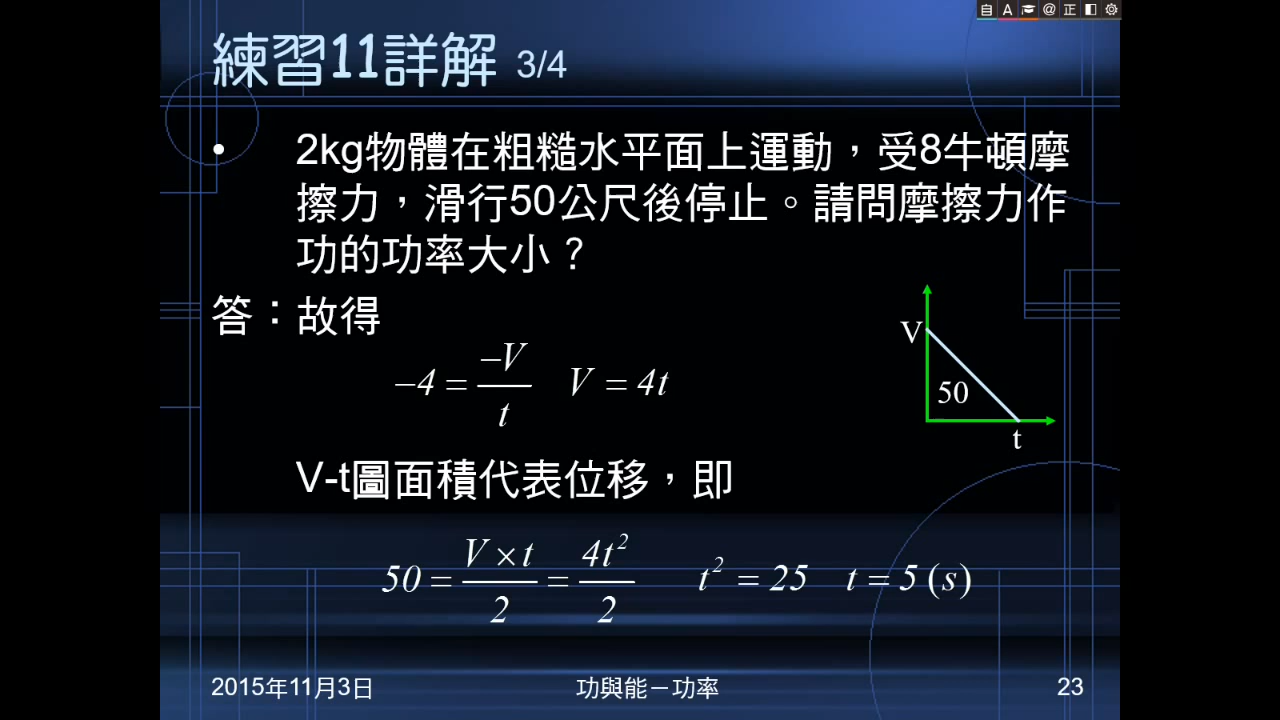 自 A @ 正
練習11詳解 3/4
• 2kg物體在粗糙水平面上運動，受8牛頓摩
擦力，滑行50公尺後停止。請問摩擦力作
功的功率大小？
答：故得
V
50
t
−4 = −V/t V = 4t
V-t圖面積代表位移，即
50 = V×t/2 = 4t²/2 t² = 25 t = 5 (s)
2015年11月3日 功與能－功率 23